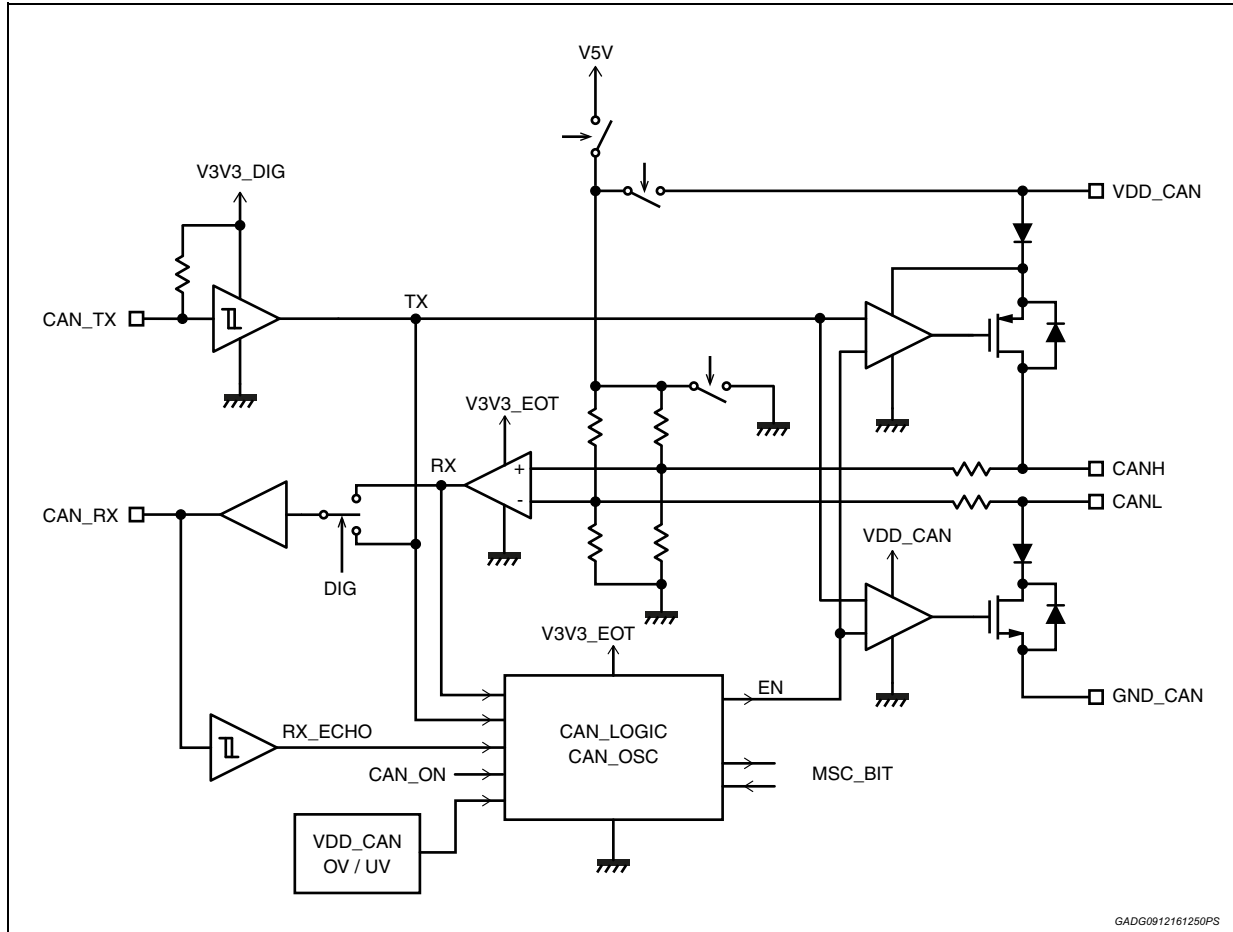 V5V
V3V3_DIG
VDD_CAN
CAN_TX
TX
V3V3_EOT
RX
+
-
CANH
CANL
CAN_RX
DIG
VDD_CAN
V3V3_EOT
EN
GND_CAN
RX_ECHO
CAN_LOGIC
CAN_OSC
CAN_ON
MSC_BIT
VDD_CAN
OV / UV
GADG0912161250PS